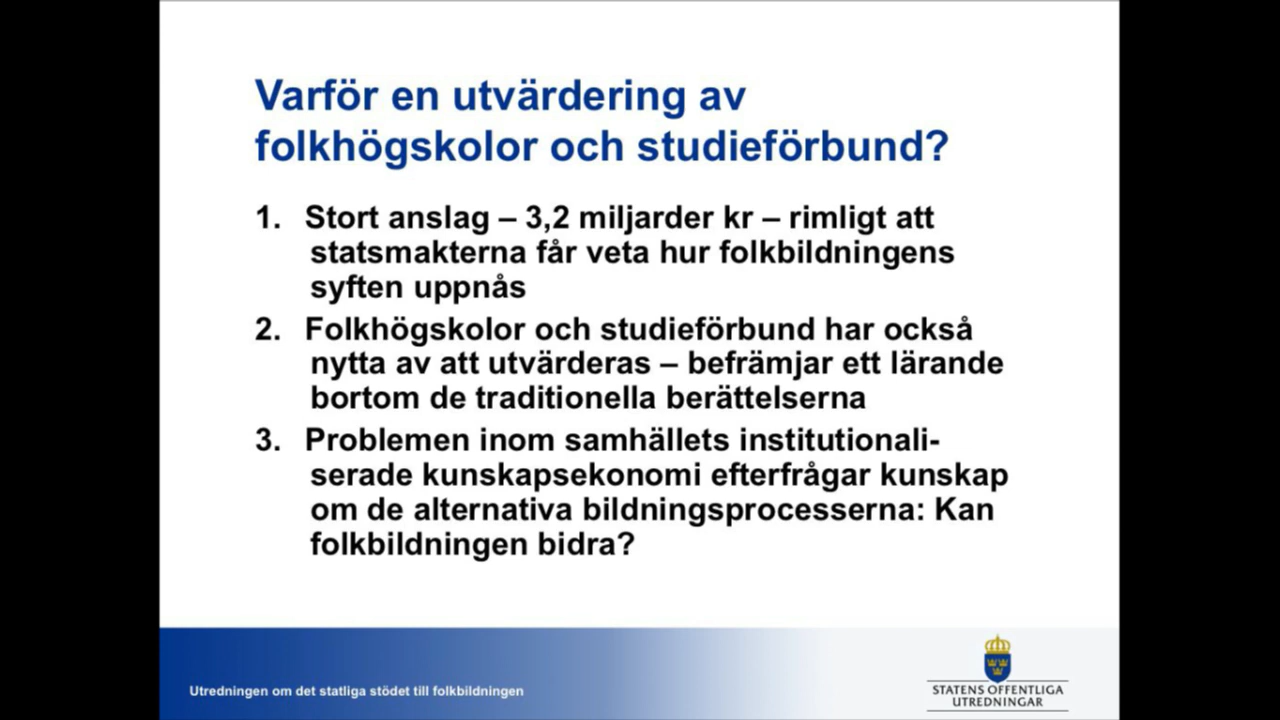 Varför en utvärdering av
folkhögskolor och studieförbund?
1. Stort anslag – 3,2 miljarder kr – rimligt att
statsmakterna får veta hur folkbildningens
syften uppnås
2. Folkhögskolor och studieförbund har också
nytta av att utvärderas – befrämjar ett lärande
bortom de traditionella berättelserna
3. Problemen inom samhällets institutionali-
serade kunskapsekonomi efterfrågar kunskap
om de alternativa bildningsprocesserna: Kan
folkbildningen bidra?
Utredningen om det statliga stödet till folkbildningen
STATENS OFFENTLIGA
UTREDNINGAR